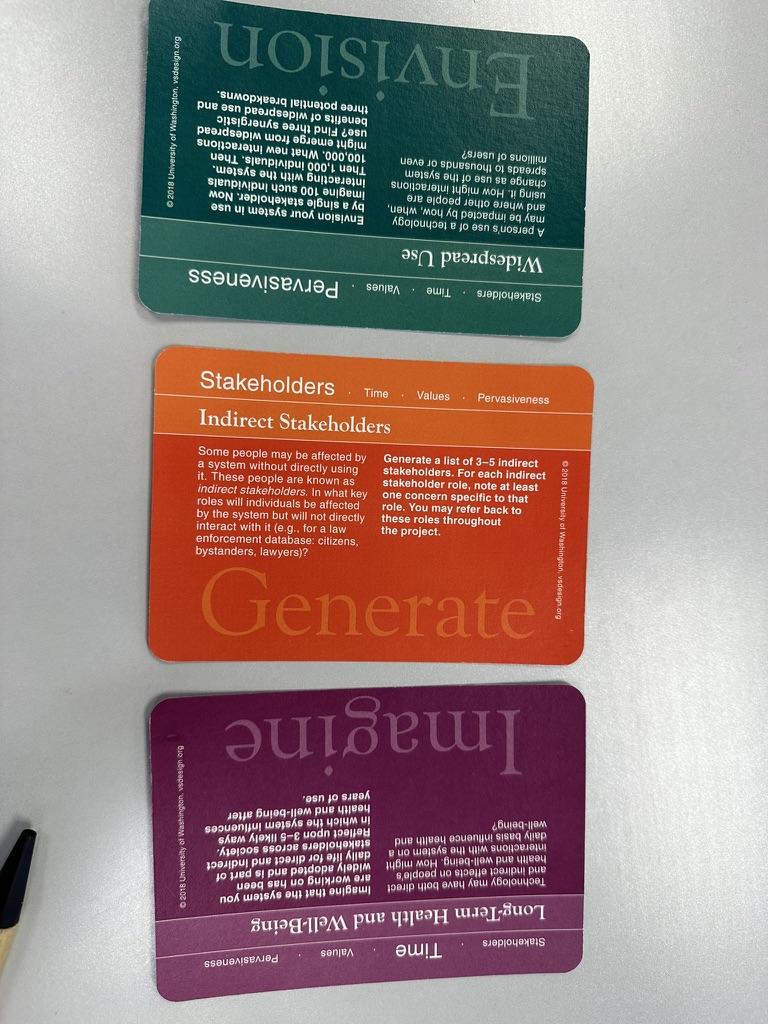 Stakeholders · Time · Values · Pervasiveness
Widespread Use
A person's use of a technology
may be impacted by how, when,
and where other people are
using it. How might interactions
change as use of the system
spreads to thousands or even
millions of users?
Envision your system in use
by a single stakeholder. Now
imagine 100 such individuals
interacting with the system.
Then 1,000 individuals. Then
100,000. What new interactions
might emerge from widespread
use? Find three synergistic
benefits of widespread use and
three potential breakdowns.
Envision
© 2018 University of Washington, vsdesign.org
Stakeholders · Time · Values · Pervasiveness
Indirect Stakeholders
Some people may be affected by
a system without directly using
it. These people are known as
indirect stakeholders. In what key
roles will individuals be affected
by the system but will not directly
interact with it (e.g., for a law
enforcement database: citizens,
bystanders, lawyers)?
Generate a list of 3–5 indirect
stakeholders. For each indirect
stakeholder role, note at least
one concern specific to that
role. You may refer back to
these roles throughout
the project.
Generate
© 2018 University of Washington, vsdesign.org
Stakeholders · Time · Values · Pervasiveness
Long-Term Health and Well-Being
Technology may have both direct
and indirect effects on people's
health and well-being. How might
interactions with the system on a
daily basis influence health and
well-being?
Imagine that the system you
are working on has been
widely adopted and is part of
daily life for direct and indirect
stakeholders across society.
Reflect upon 3–5 likely ways
in which the system influences
health and well-being after
years of use.
Imagine
© 2018 University of Washington, vsdesign.org